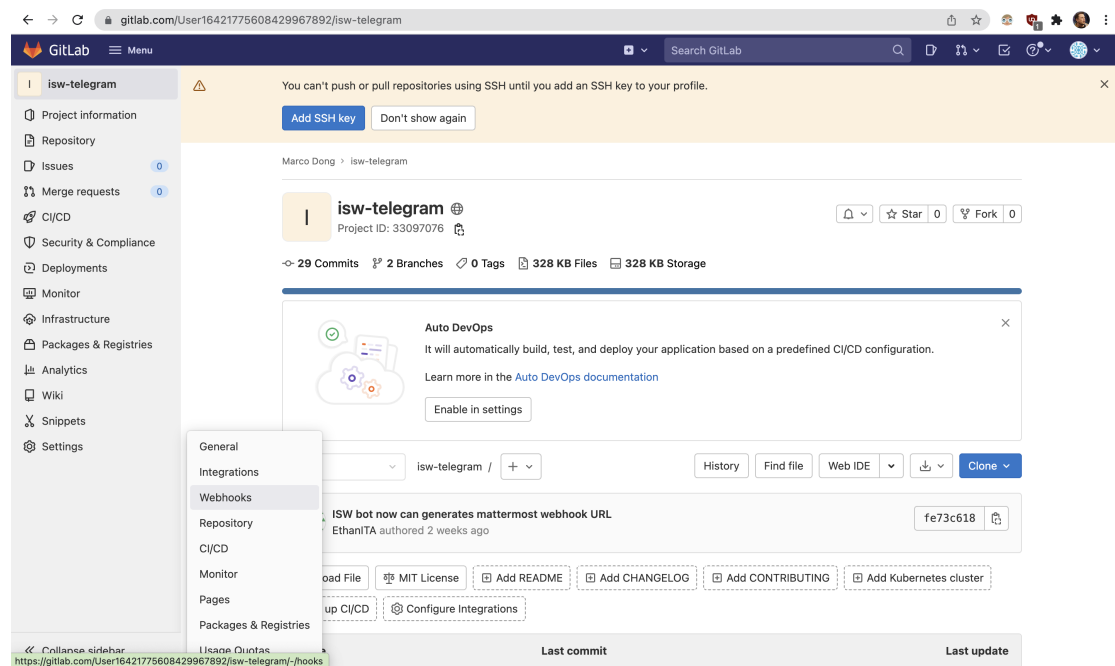 gitlab.com/User16421775608429967892/isw-telegram
1
GitLab Menu Search GitLab
I isw-telegram
Project information
Repository
Issues 0
Merge requests 0
CI/CD
Security & Compliance
Deployments
Monitor
Infrastructure
Packages & Registries
Analytics
Wiki
Snippets
Settings
Collapse sidebar
You can't push or pull repositories using SSH until you add an SSH key to your profile.
Add SSH key Don't show again
Marco Dong > isw-telegram
I
isw-telegram
Project ID: 33097076
Star 0 Fork 0
29 Commits 2 Branches 0 Tags 328 KB Files 328 KB Storage
Auto DevOps
It will automatically build, test, and deploy your application based on a predefined CI/CD configuration.
Learn more in the Auto DevOps documentation
Enable in settings
General
Integrations
Webhooks
Repository
CI/CD
Monitor
Pages
Packages & Registries
Usage Quotas
isw-telegram / +
History Find file Web IDE Clone
ISW bot now can generates mattermost webhook URL
EthanITA authored 2 weeks ago
fe73c618
oad File MIT License Add README Add CHANGELOG Add CONTRIBUTING Add Kubernetes cluster
up CI/CD Configure Integrations
Last commit Last update
https://gitlab.com/User16421775608429967892/isw-telegram/-/hooks